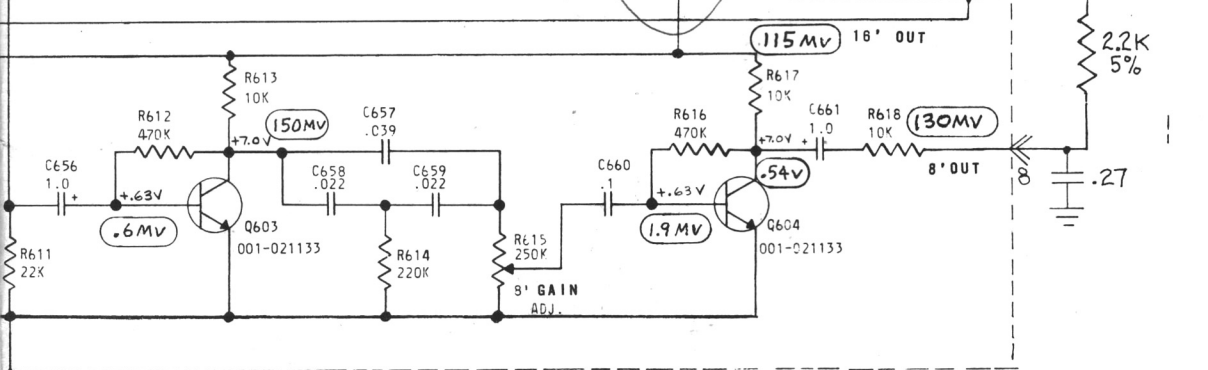 115MV
16' OUT
R613
10K
R617
10K
2.2K
5%
R612
470K
150MV
C657
.039
R616
470K
C661
1.0
+
R618
10K
130MV
+7.0V
+7.0V
8'OUT
8
C656
1.0
+
C658
.022
C659
.022
C660
.1
.54V
.27
+.63V
+.63V
.6MV
Q603
001-021133
1.9MV
Q604
001-021133
R611
22K
R614
220K
R615
250K
8' GAIN
ADJ.